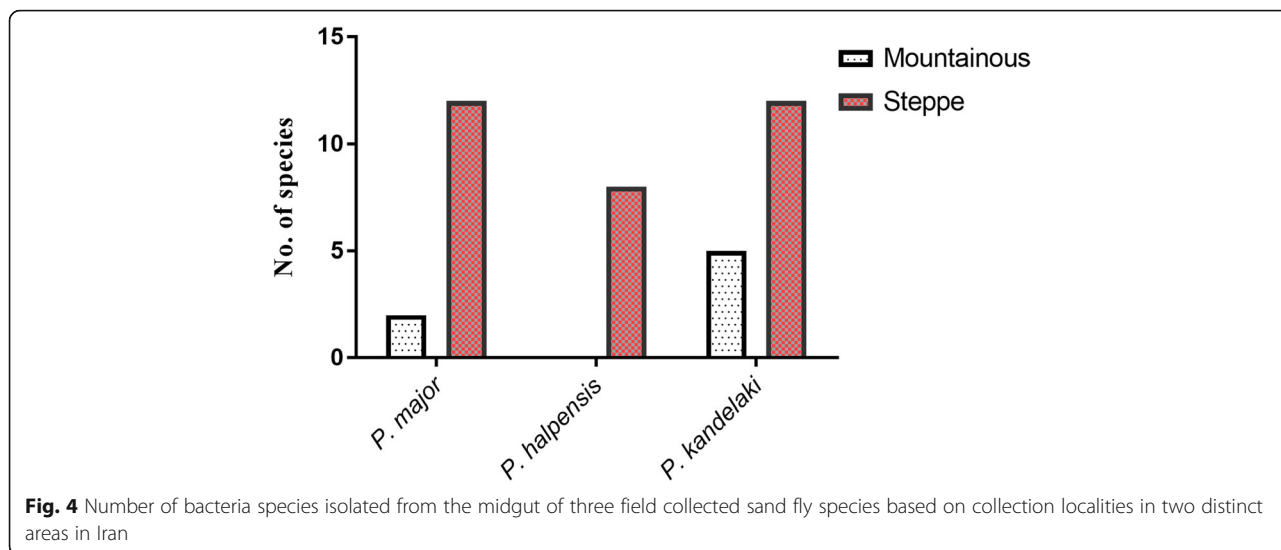 15
10
5
0
No. of species
Mountainous
Steppe
P. major
P. halpensis
P. kandelaki
Fig. 4 Number of bacteria species isolated from the midgut of three field collected sand fly species based on collection localities in two distinct
areas in Iran